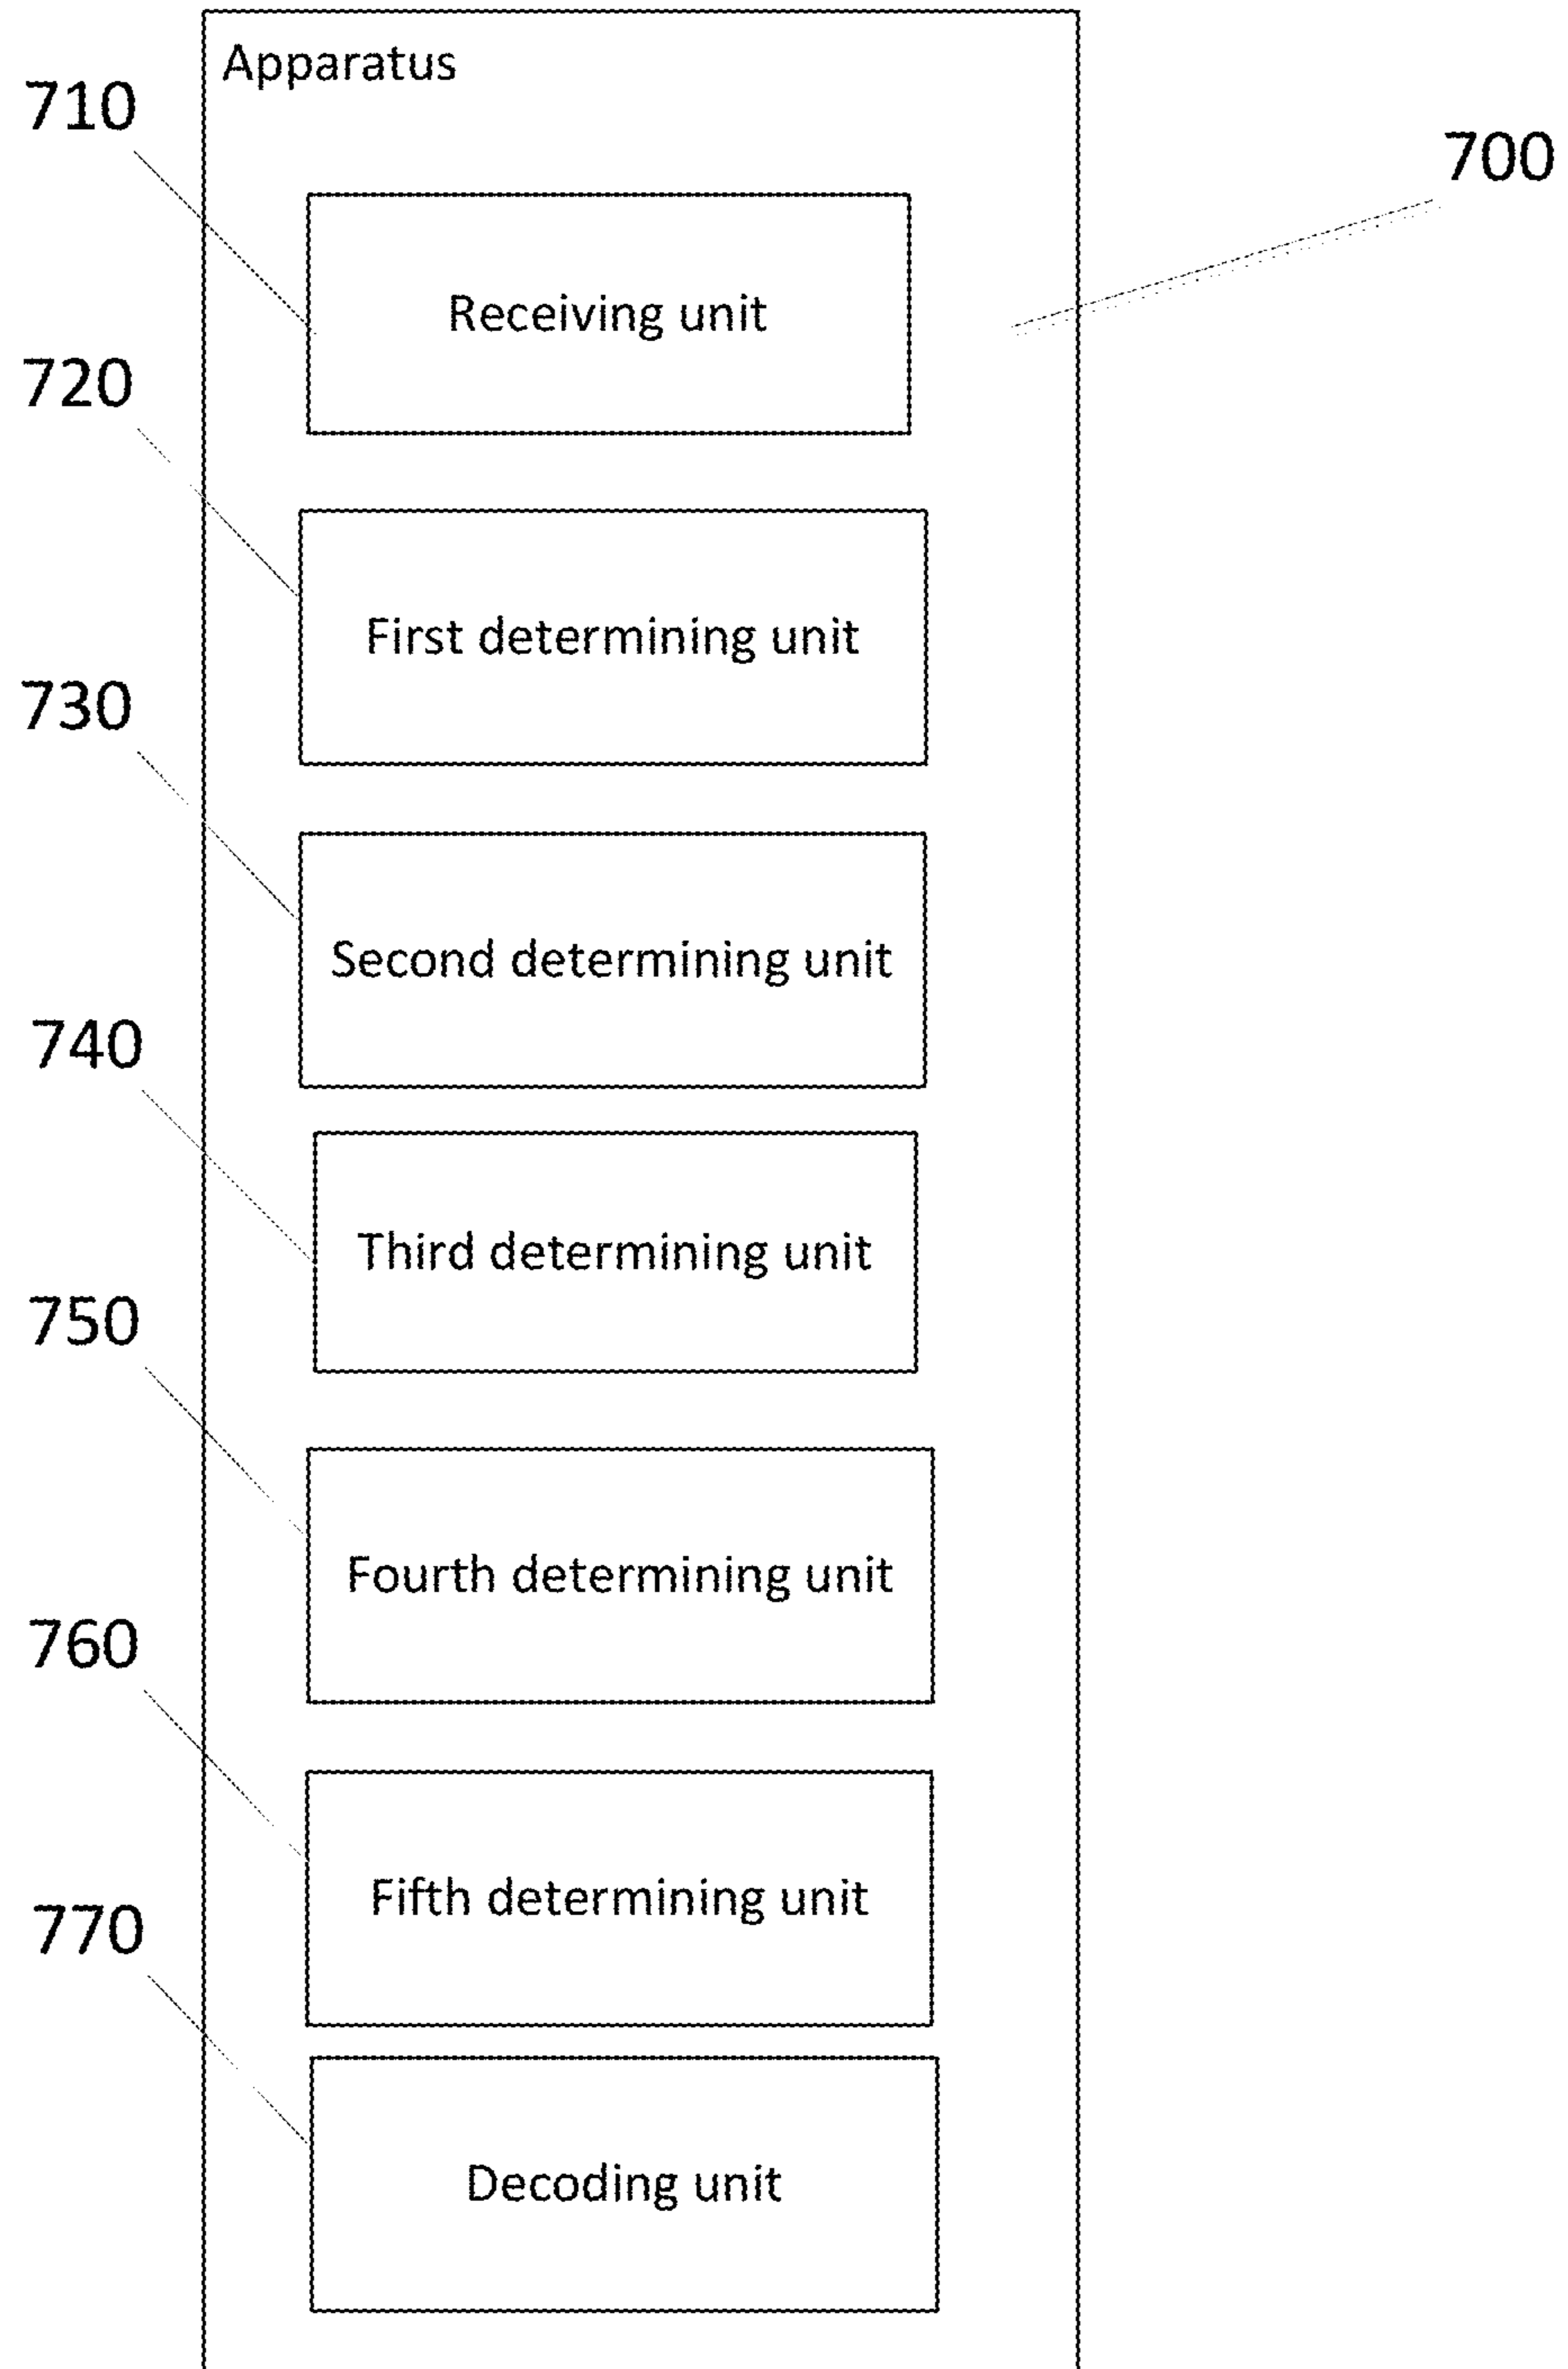 Apparatus
710
700
Receiving unit
720
First determining unit
730
Second determining unit
740
Third determining unit
750
Fourth determining unit
760
Fifth determining unit
770
Decoding unit